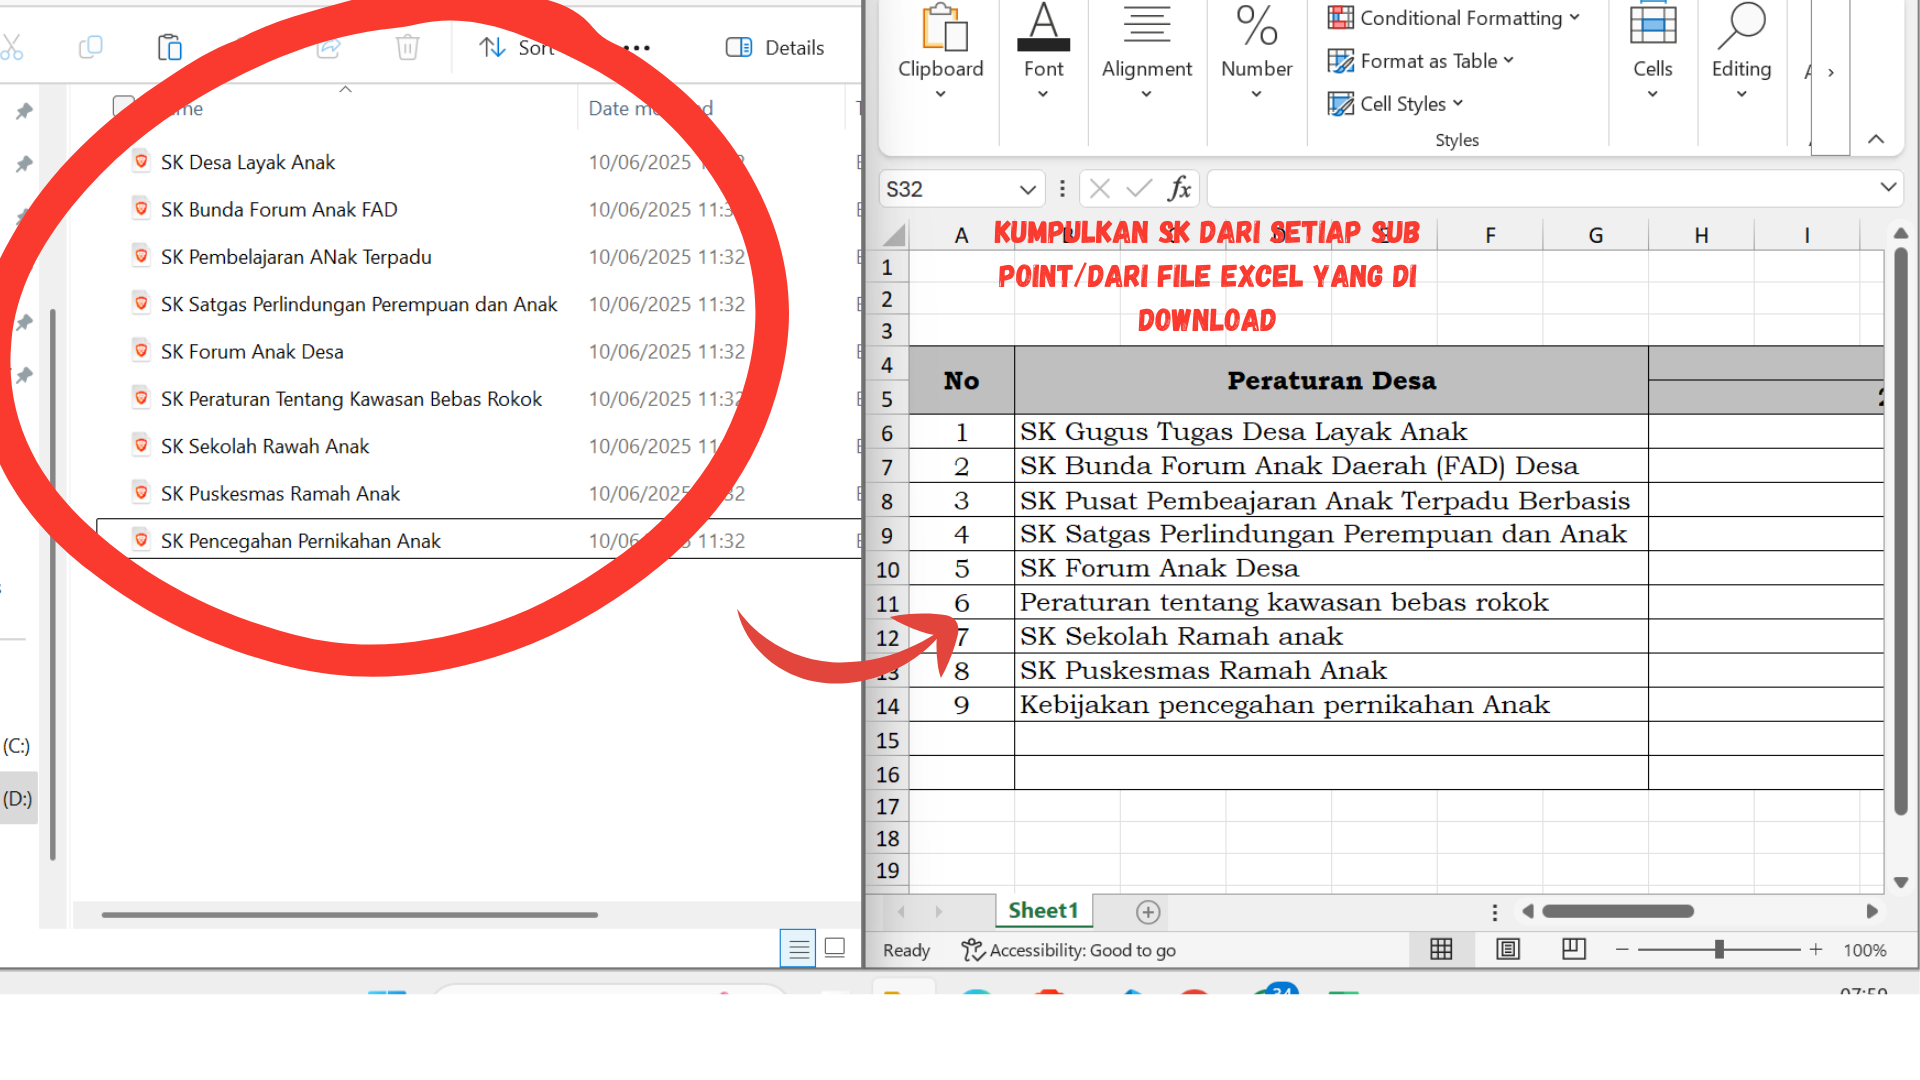 Sort
Details
Name
Date modified
SK Desa Layak Anak 10/06/2025
SK Bunda Forum Anak FAD 10/06/2025 11:3
SK Pembelajaran ANak Terpadu 10/06/2025 11:32
SK Satgas Perlindungan Perempuan dan Anak 10/06/2025 11:32
SK Forum Anak Desa 10/06/2025 11:32
SK Peraturan Tentang Kawasan Bebas Rokok 10/06/2025 11:32
SK Sekolah Rawah Anak 10/06/2025
SK Puskesmas Ramah Anak 10/06/2025
SK Pencegahan Pernikahan Anak 11:32
(C:)
(D:)
Clipboard
Font
Alignment
Number
Conditional Formatting
Format as Table
Cell Styles
Styles
Cells
Editing
S32
fx
A B C D E F G H I
KUMPULKAN SK DARI SETIAP SUB
POINT/DARI FILE EXCEL YANG DI
DOWNLOAD
1
2
3
4
5
No Peraturan Desa
6 1 SK Gugus Tugas Desa Layak Anak
7 2 SK Bunda Forum Anak Daerah (FAD) Desa
8 3 SK Pusat Pembeajaran Anak Terpadu Berbasis
9 4 SK Satgas Perlindungan Perempuan dan Anak
10 5 SK Forum Anak Desa
11 6 Peraturan tentang kawasan bebas rokok
12 7 SK Sekolah Ramah anak
13 8 SK Puskesmas Ramah Anak
14 9 Kebijakan pencegahan pernikahan Anak
15
16
17
18
19
Sheet1
Ready
Accessibility: Good to go
100%
34
07:59